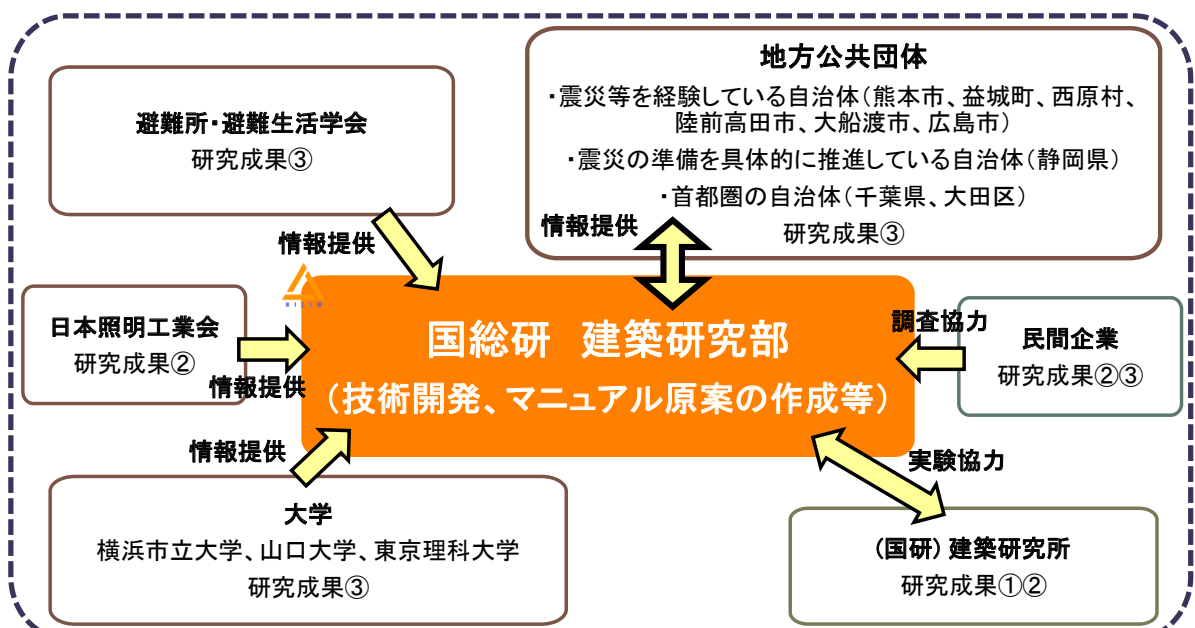 避難所・避難生活学会
研究成果③
情報提供
地方公共団体
・震災等を経験している自治体（熊本市、益城町、西原村、
陸前高田市、大船渡市、広島市）
・震災の準備を具体的に推進している自治体（静岡県）
・首都圏の自治体（千葉県、大田区）
研究成果③
情報提供
日本照明工業会
研究成果②
情報提供
NILIM
国総研　建築研究部
（技術開発、マニュアル原案の作成等）
調査協力
民間企業
研究成果②③
情報提供
大学
横浜市立大学、山口大学、東京理科大学
研究成果③
実験協力
（国研）建築研究所
研究成果①②